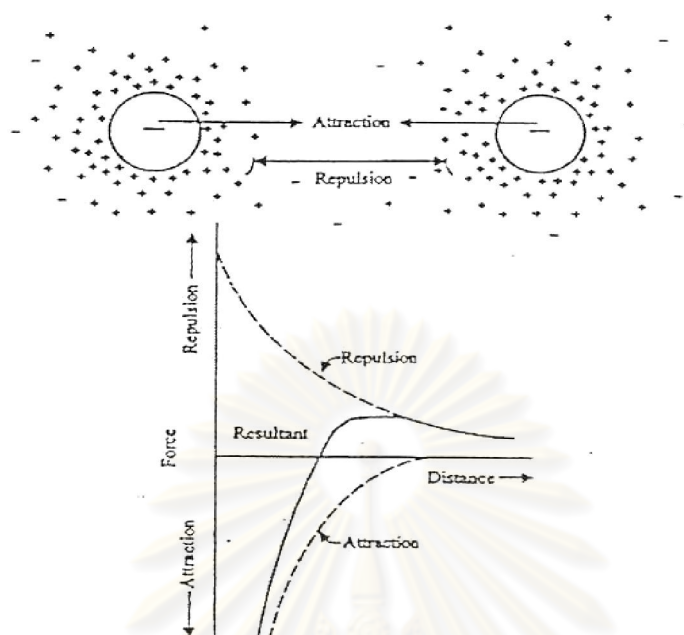 Attraction
Repulsion
Repulsion
Repulsion
Resultant
Force
Distance
Attraction
Attraction